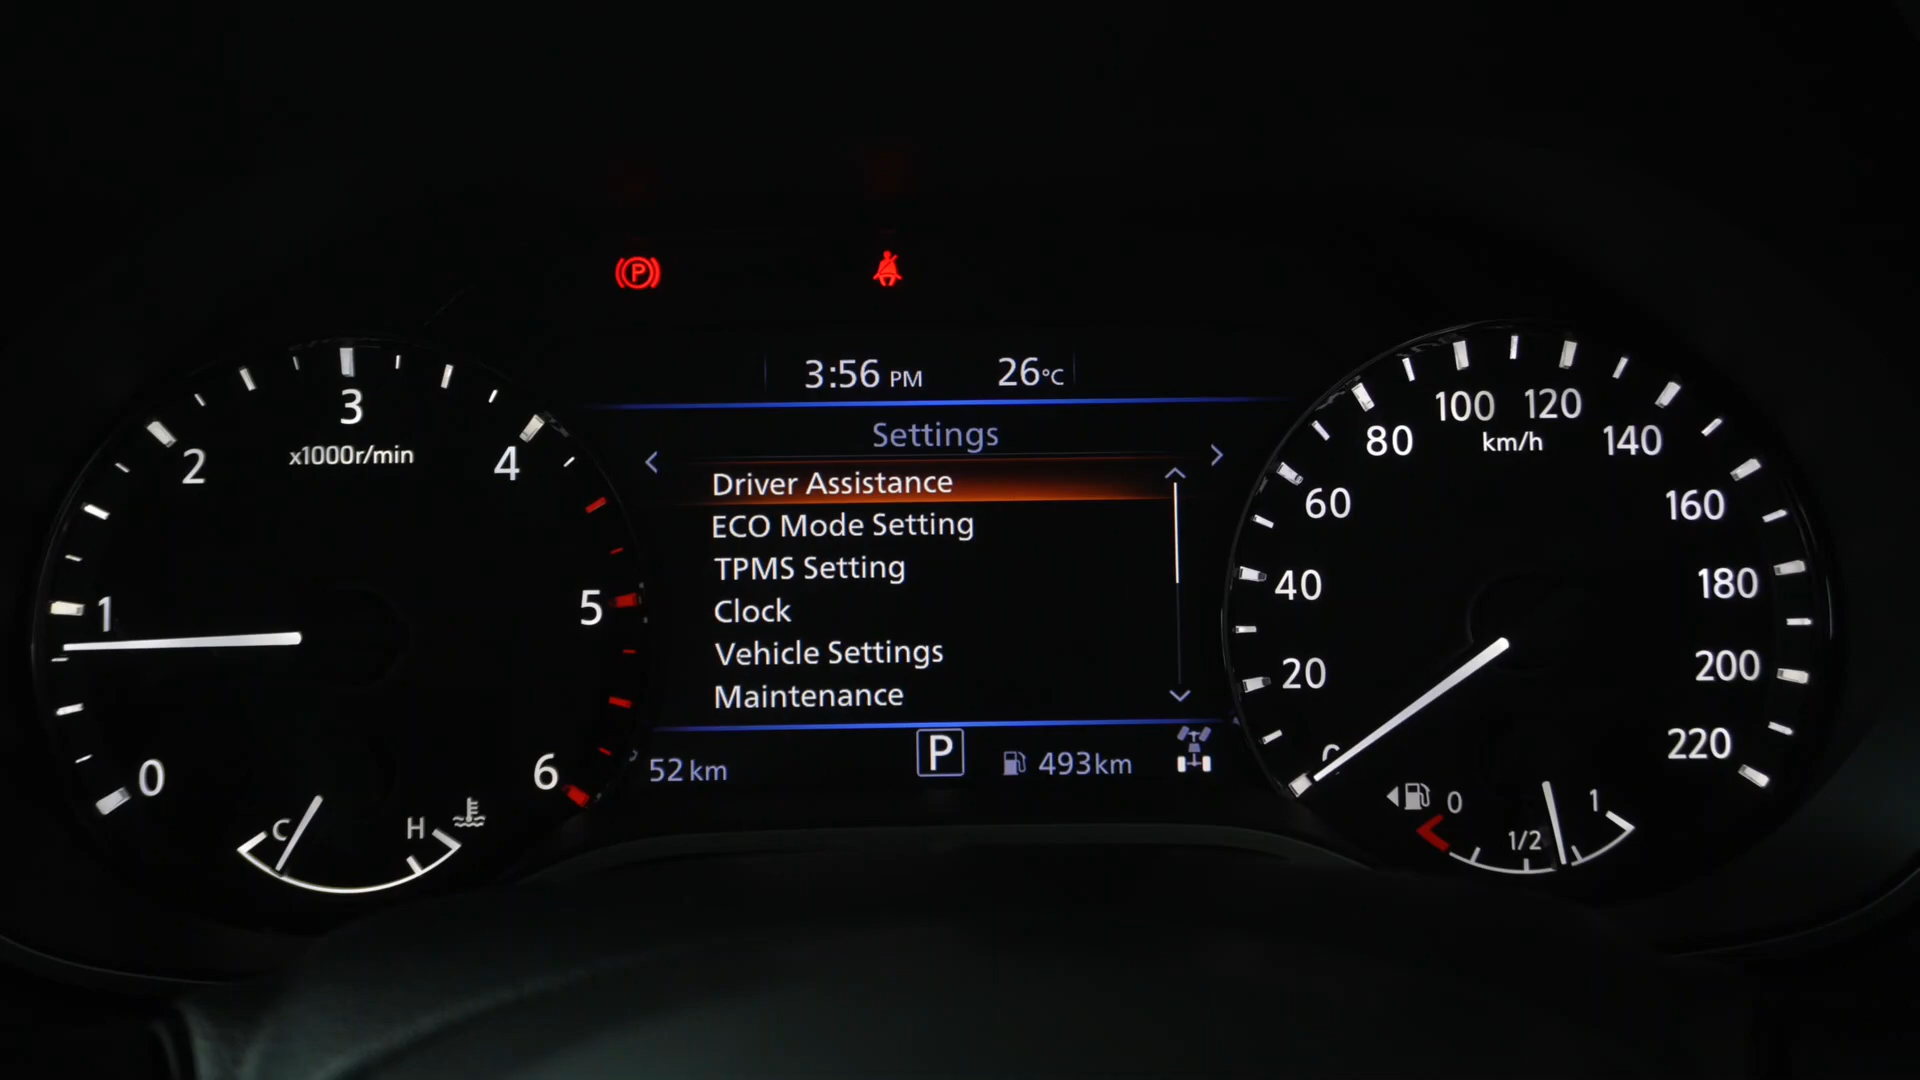 3:56 PM 26°C
Settings
Driver Assistance
ECO Mode Setting
TPMS Setting
Clock
Vehicle Settings
Maintenance
52 km P 493km
0 1 2 3 4 5 6
x1000r/min
C H
0 20 40 60 80 100 120 140 160 180 200 220
km/h
0 1/2 1
P